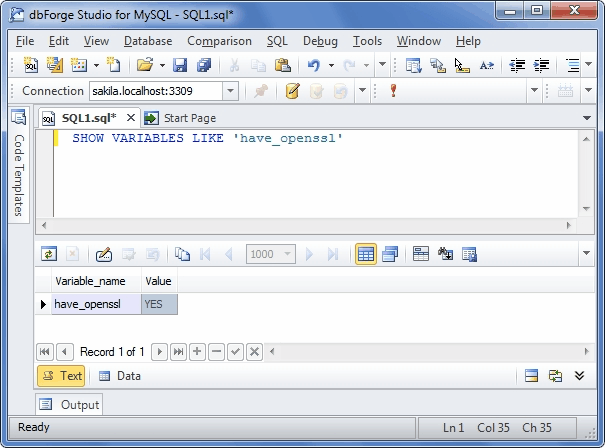 dbForge Studio for MySQL - SQL1.sql*
File Edit View Database Comparison SQL Debug Tools Window Help
Connection sakila.localhost:3309
SQL1.sql* Start Page
Code Templates
SHOW VARIABLES LIKE 'have_openssl'
1000
Variable_name Value
have_openssl YES
Record 1 of 1
Text Data
Output
Ready Ln 1 Col 35 Ch 35